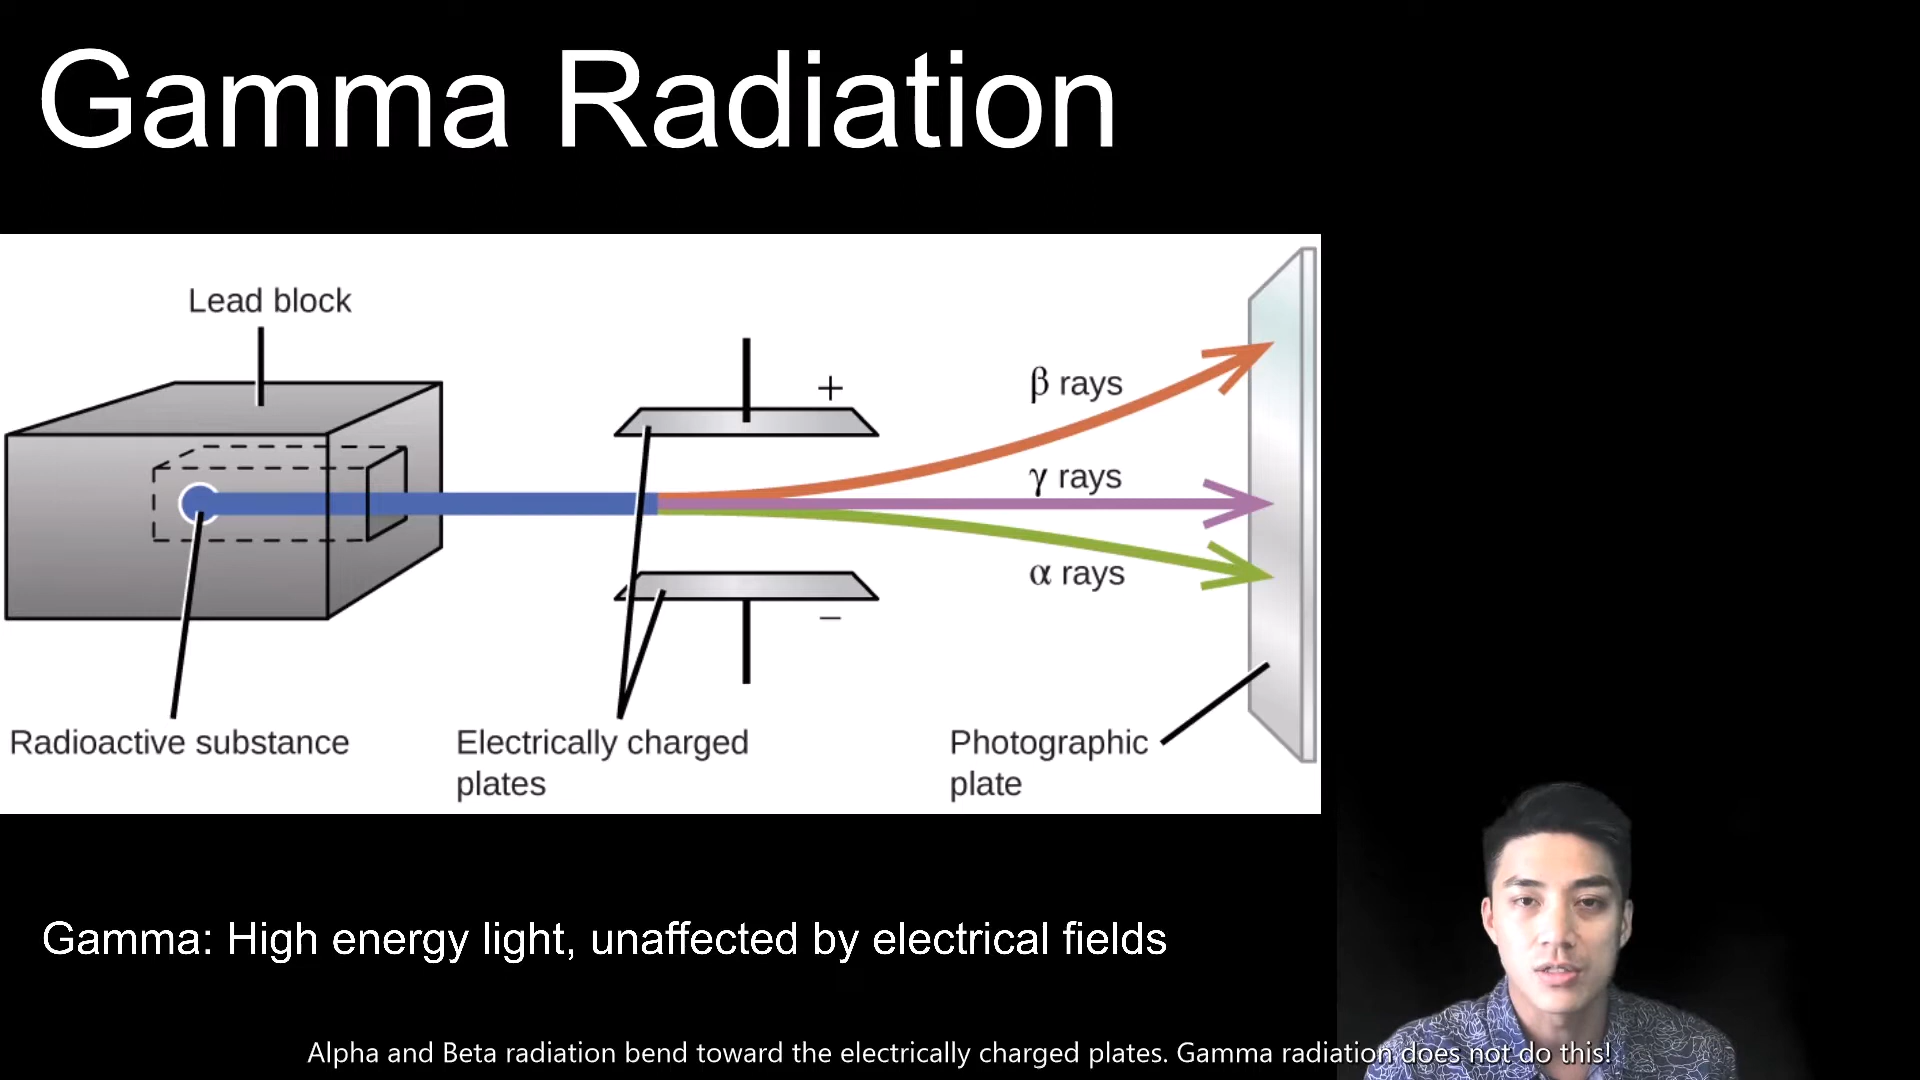 Gamma Radiation
Lead block
+
β rays
γ rays
α rays
−
Radioactive substance
Electrically charged
plates
Photographic
plate
Gamma: High energy light, unaffected by electrical fields
Alpha and Beta radiation bend toward the electrically charged plates. Gamma radiation does not do this!